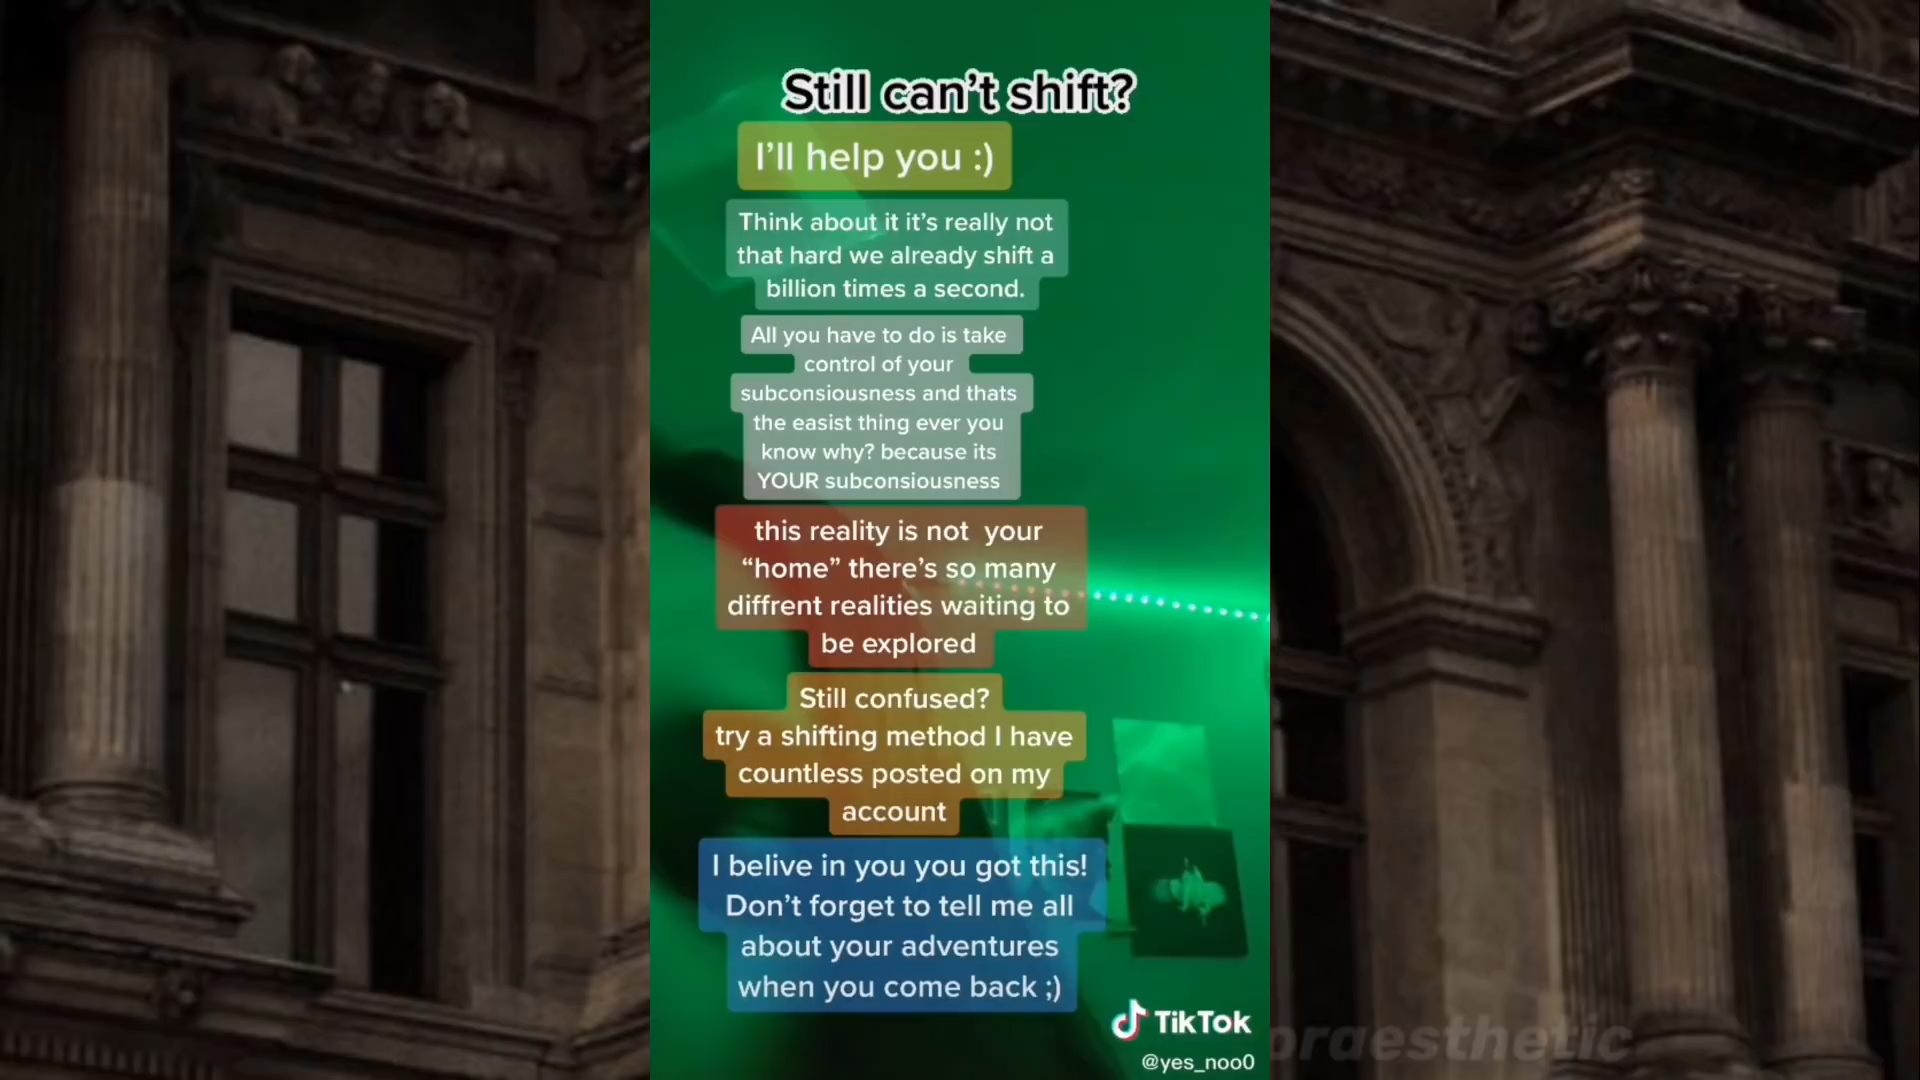 Still can't shift?
I'll help you :)
Think about it it's really not
that hard we already shift a
billion times a second.
All you have to do is take
control of your
subconsiousness and thats
the easist thing ever you
know why? because its
YOUR subconsiousness
this reality is not  your
“home” there's so many
diffrent realities waiting to
be explored
Still confused?
try a shifting method I have
countless posted on my
account
I belive in you you got this!
Don't forget to tell me all
about your adventures
when you come back ;)
TikTok
@yes_noo0